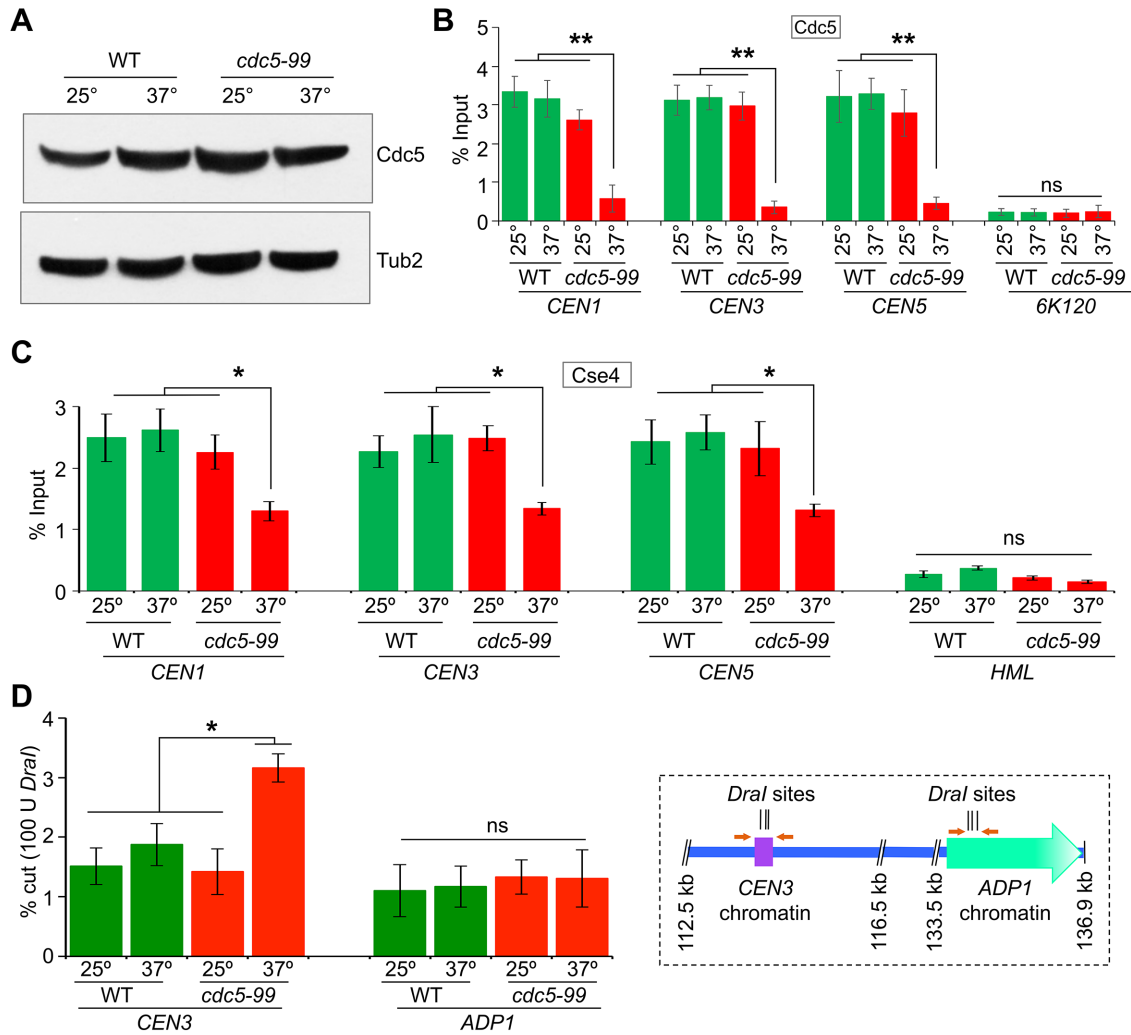 A
WT cdc5-99
25° 37° 25° 37°
Cdc5
Tub2
B
Cdc5
% Input
5
4
3
2
1
0
** ** ** ns
25° 37° 25° 37° 25° 37° 25° 37° 25° 37° 25° 37° 25° 37° 25° 37°
WT cdc5-99 WT cdc5-99 WT cdc5-99 WT cdc5-99
CEN1 CEN3 CEN5 6K120
C
Cse4
% Input
3
2
1
0
* * * ns
25º 37º 25º 37º 25º 37º 25º 37º 25º 37º 25º 37º 25º 37º 25º 37º
WT cdc5-99 WT cdc5-99 WT cdc5-99 WT cdc5-99
CEN1 CEN3 CEN5 HML
D
% cut (100 U DraI)
4
3
2
1
0
* ns
25º 37º 25º 37º 25º 37º 25º 37º
WT cdc5-99 WT cdc5-99
CEN3 ADP1
DraI sites DraI sites
CEN3 ADP1
chromatin chromatin
112.5 kb
116.5 kb
133.5 kb
136.9 kb